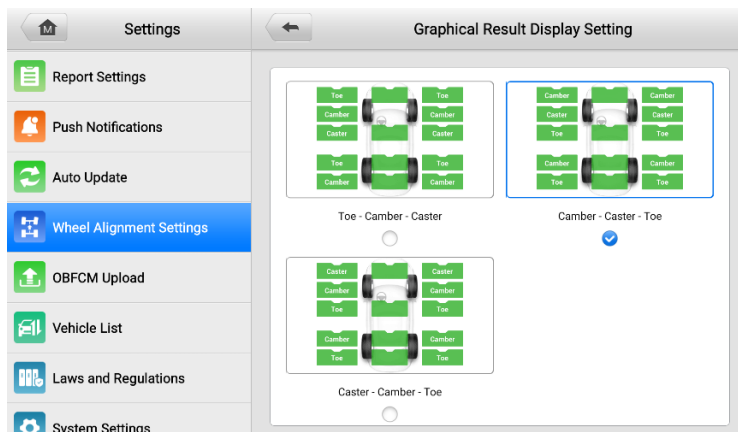 M
Settings
Graphical Result Display Setting
Report Settings
Push Notifications
Auto Update
Wheel Alignment Settings
OBFCM Upload
Vehicle List
Laws and Regulations
System Settings
Toe Toe
Camber Camber
Caster Caster
Toe Toe
Camber Camber
Toe - Camber - Caster
Camber Camber
Caster Caster
Toe Toe
Camber Camber
Toe Toe
Camber - Caster - Toe
Caster Caster
Camber Camber
Toe Toe
Camber Camber
Toe Toe
Caster - Camber - Toe